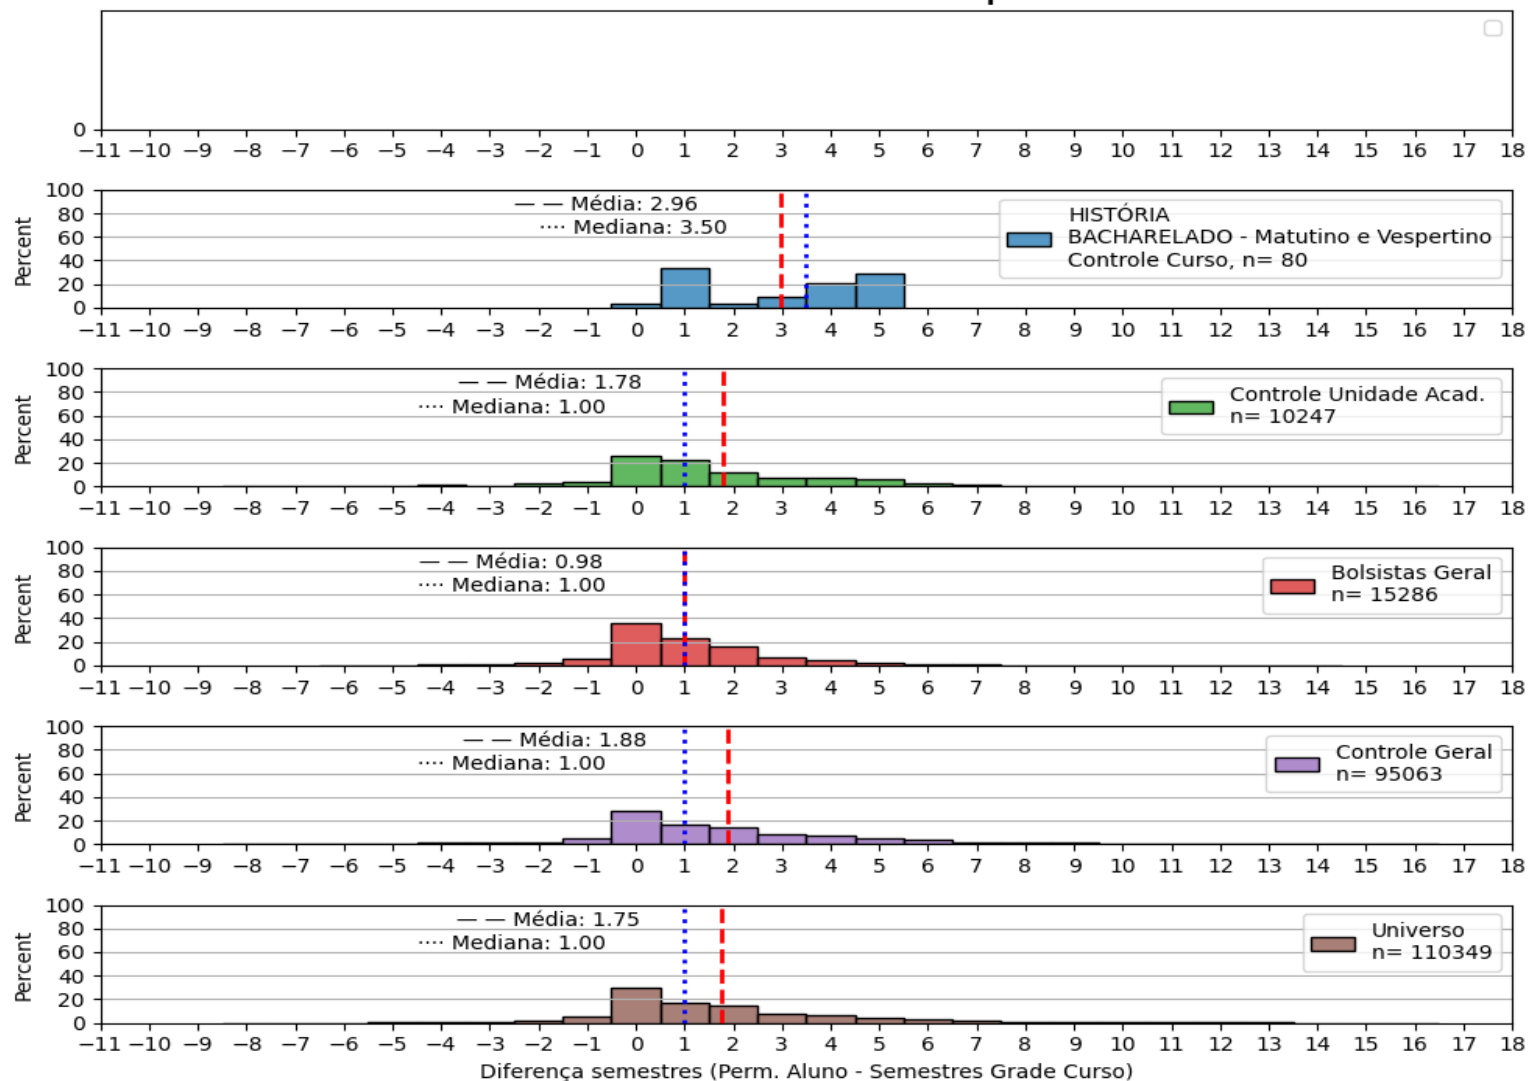 0
−11 −10 −9 −8 −7 −6 −5 −4 −3 −2 −1 0 1 2 3 4 5 6 7 8 9 10 11 12 13 14 15 16 17 18
Percent
100
80
60
40
20
0
— — Média: 2.96
···· Mediana: 3.50
HISTÓRIA
BACHARELADO - Matutino e Vespertino
Controle Curso, n= 80
−11 −10 −9 −8 −7 −6 −5 −4 −3 −2 −1 0 1 2 3 4 5 6 7 8 9 10 11 12 13 14 15 16 17 18
Percent
100
80
60
40
20
0
— — Média: 1.78
···· Mediana: 1.00
Controle Unidade Acad.
n= 10247
−11 −10 −9 −8 −7 −6 −5 −4 −3 −2 −1 0 1 2 3 4 5 6 7 8 9 10 11 12 13 14 15 16 17 18
Percent
100
80
60
40
20
0
— — Média: 0.98
···· Mediana: 1.00
Bolsistas Geral
n= 15286
−11 −10 −9 −8 −7 −6 −5 −4 −3 −2 −1 0 1 2 3 4 5 6 7 8 9 10 11 12 13 14 15 16 17 18
Percent
100
80
60
40
20
0
— — Média: 1.88
···· Mediana: 1.00
Controle Geral
n= 95063
−11 −10 −9 −8 −7 −6 −5 −4 −3 −2 −1 0 1 2 3 4 5 6 7 8 9 10 11 12 13 14 15 16 17 18
Percent
100
80
60
40
20
0
— — Média: 1.75
···· Mediana: 1.00
Universo
n= 110349
−11 −10 −9 −8 −7 −6 −5 −4 −3 −2 −1 0 1 2 3 4 5 6 7 8 9 10 11 12 13 14 15 16 17 18
Diferença semestres (Perm. Aluno - Semestres Grade Curso)